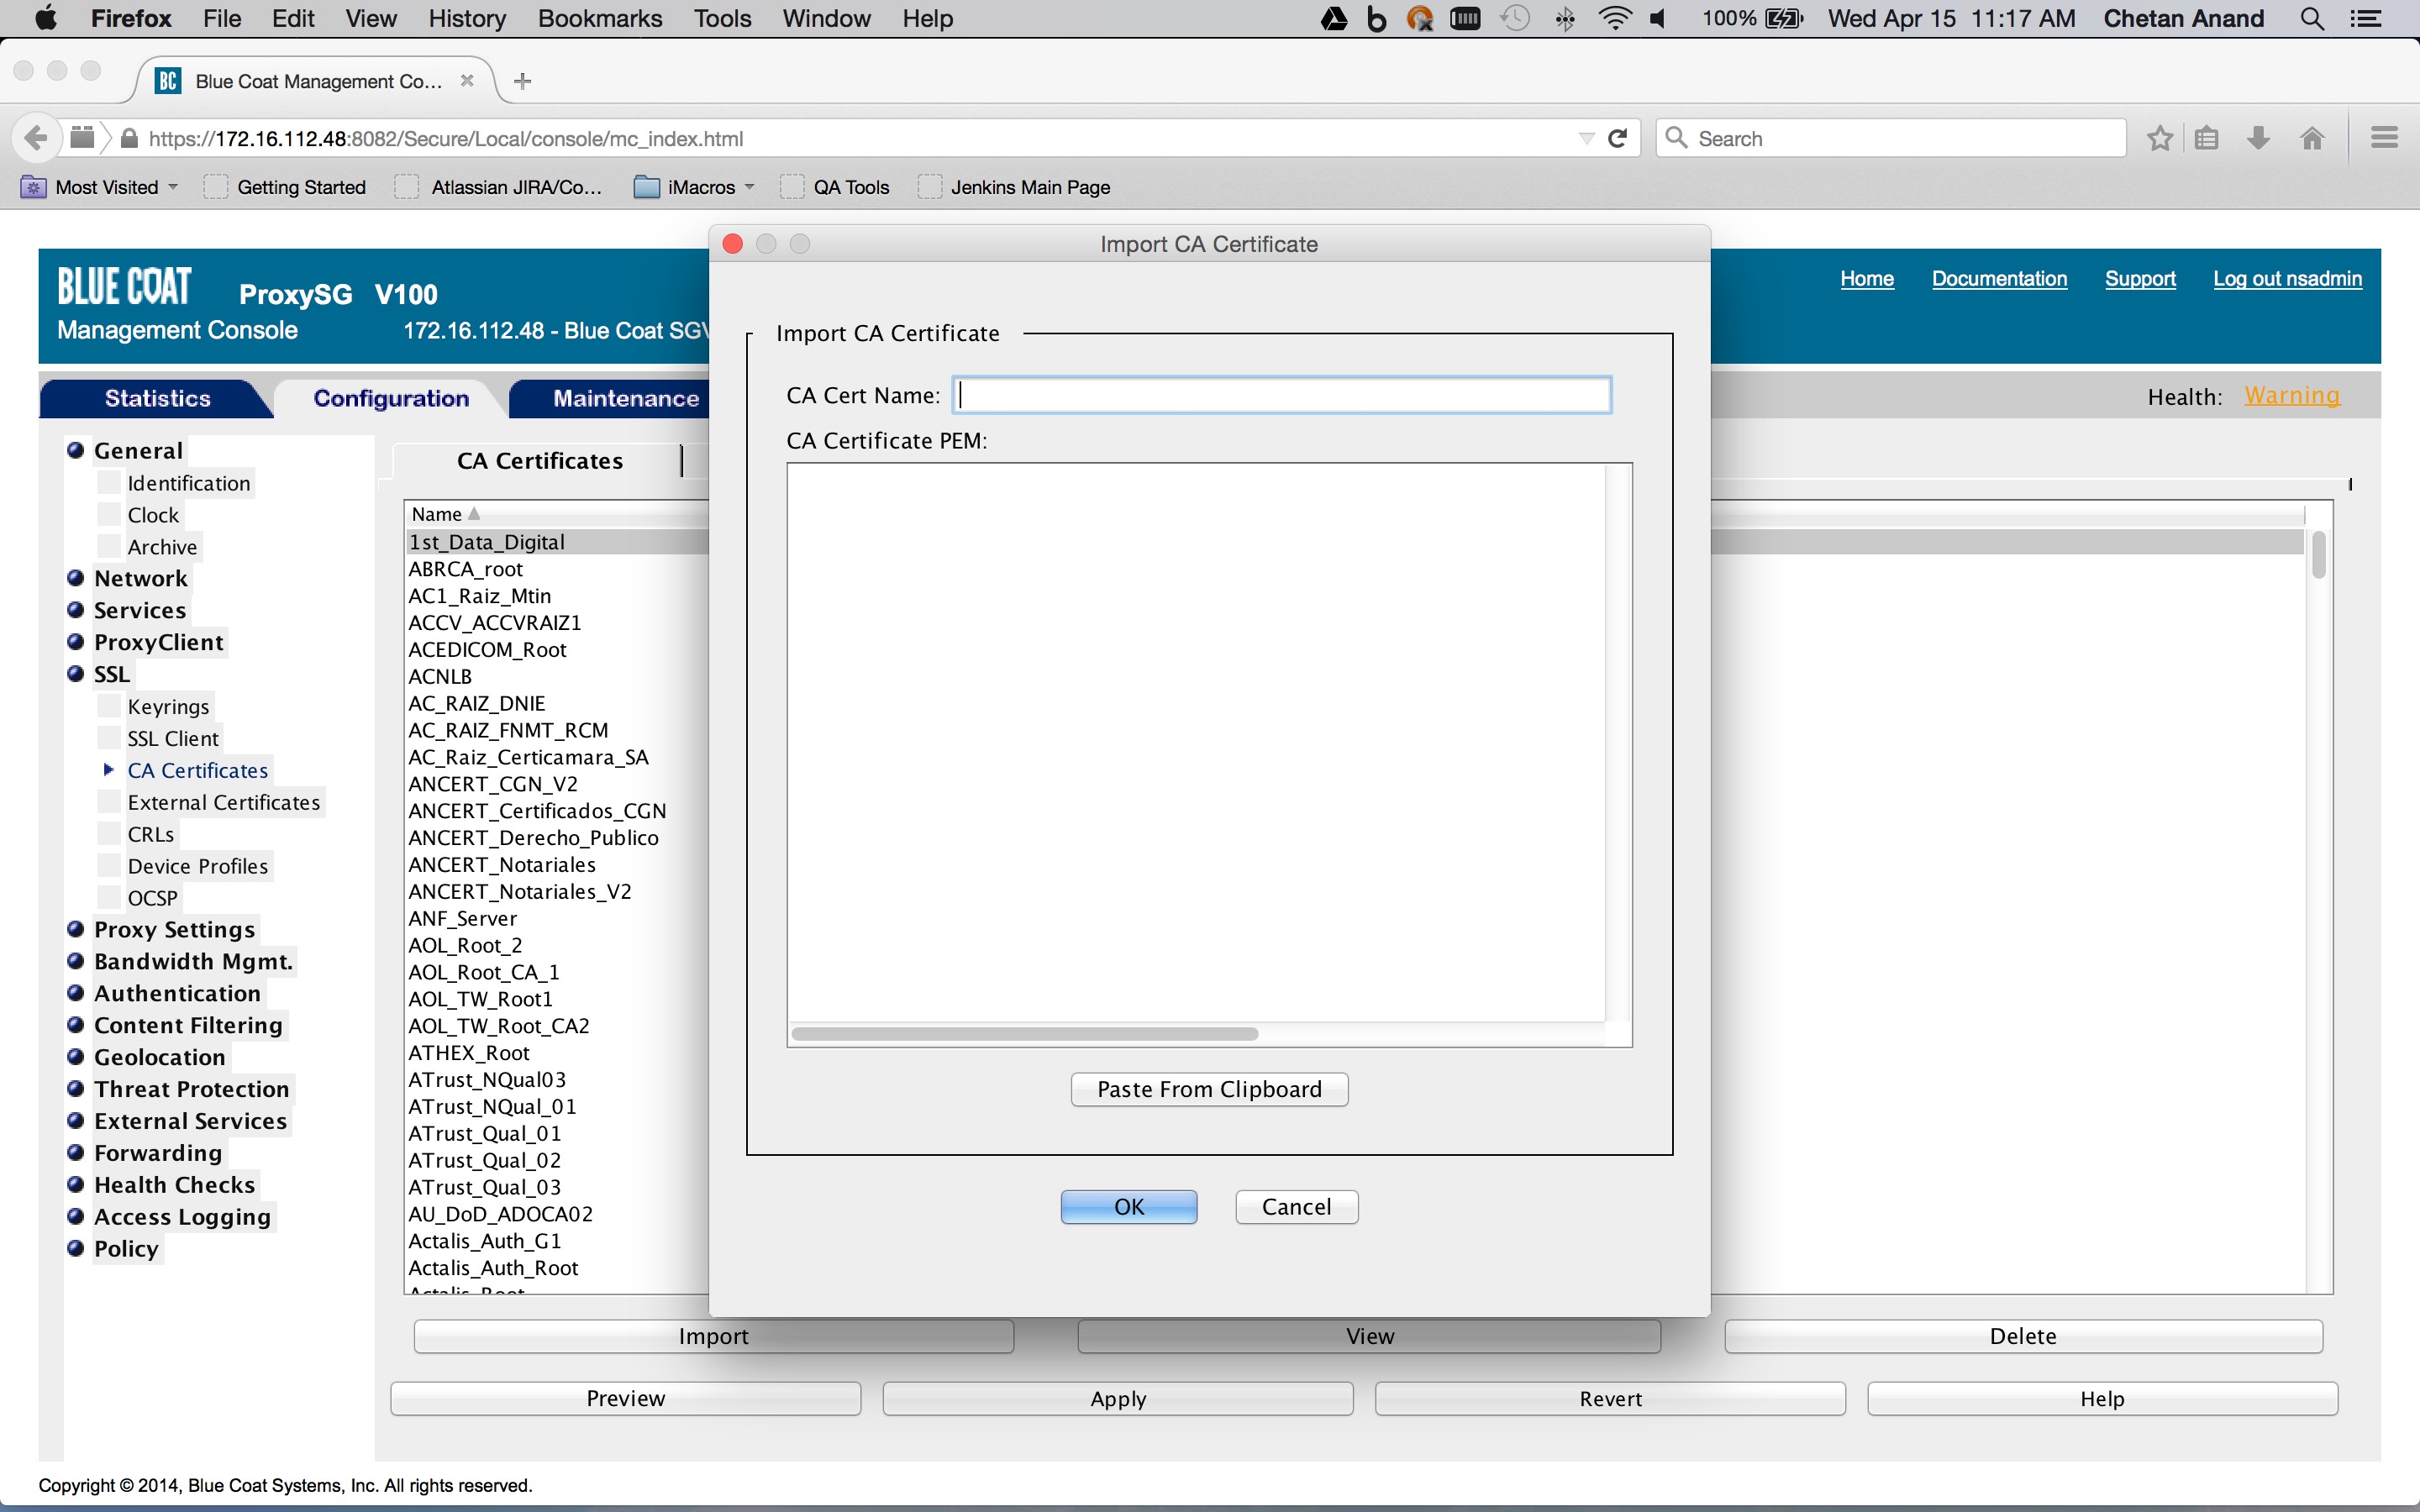 Firefox File Edit View History Bookmarks Tools Window Help 100% Wed Apr 15 11:17 AM Chetan Anand
BC Blue Coat Management Co...
https://172.16.112.48:8082/Secure/Local/console/mc_index.html Search
Most Visited Getting Started Atlassian JIRA/Co... iMacros QA Tools Jenkins Main Page
Import CA Certificate
BLUE COAT ProxySG V100
Management Console 172.16.112.48 - Blue Coat SGV
Home Documentation Support Log out nsadmin
Statistics Configuration Maintenance
Health: Warning
General
Identification
Clock
Archive
Network
Services
ProxyClient
SSL
Keyrings
SSL Client
CA Certificates
External Certificates
CRLs
Device Profiles
OCSP
Proxy Settings
Bandwidth Mgmt.
Authentication
Content Filtering
Geolocation
Threat Protection
External Services
Forwarding
Health Checks
Access Logging
Policy
CA Certificates
Name
1st_Data_Digital
ABRCA_root
AC1_Raiz_Mtin
ACCV_ACCVRAIZ1
ACEDICOM_Root
ACNLB
AC_RAIZ_DNIE
AC_RAIZ_FNMT_RCM
AC_Raiz_Certicamara_SA
ANCERT_CGN_V2
ANCERT_Certificados_CGN
ANCERT_Derecho_Publico
ANCERT_Notariales
ANCERT_Notariales_V2
ANF_Server
AOL_Root_2
AOL_Root_CA_1
AOL_TW_Root1
AOL_TW_Root_CA2
ATHEX_Root
ATrust_NQual03
ATrust_NQual_01
ATrust_Qual_01
ATrust_Qual_02
ATrust_Qual_03
AU_DoD_ADOCA02
Actalis_Auth_G1
Actalis_Auth_Root
Actalis_Root
Import CA Certificate
CA Cert Name:
CA Certificate PEM:
Paste From Clipboard
OK Cancel
Import View Delete
Preview Apply Revert Help
Copyright © 2014, Blue Coat Systems, Inc. All rights reserved.